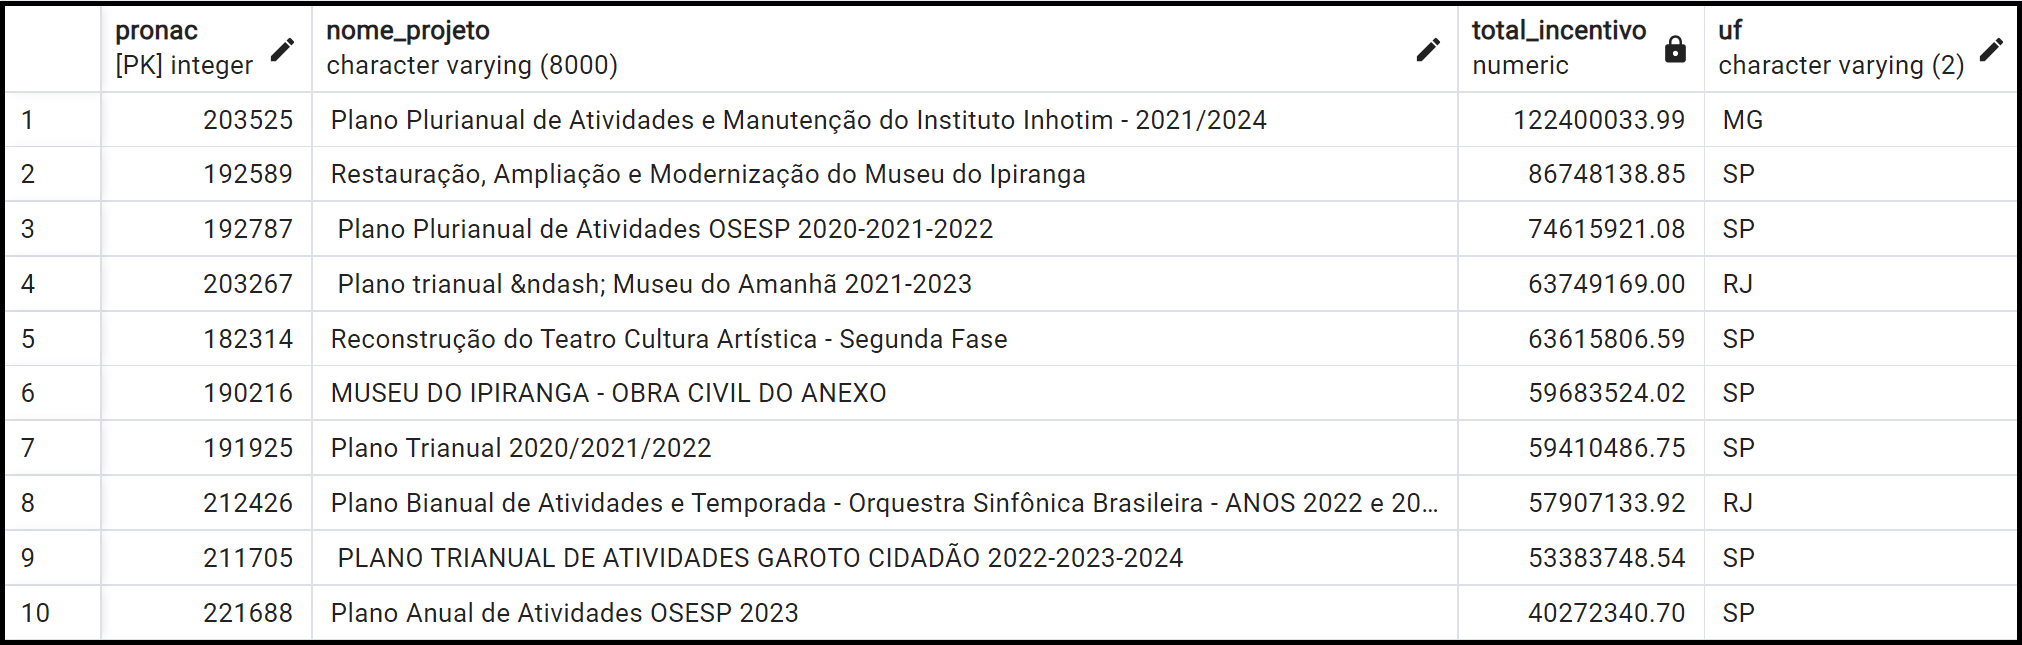 pronac nome_projeto total_incentivo uf
[PK] integer character varying (8000) numeric character varying (2)
1 203525 Plano Plurianual de Atividades e Manutenção do Instituto Inhotim - 2021/2024 122400033.99 MG
2 192589 Restauração, Ampliação e Modernização do Museu do Ipiranga 86748138.85 SP
3 192787 Plano Plurianual de Atividades OSESP 2020-2021-2022 74615921.08 SP
4 203267 Plano trianual &ndash; Museu do Amanhã 2021-2023 63749169.00 RJ
5 182314 Reconstrução do Teatro Cultura Artística - Segunda Fase 63615806.59 SP
6 190216 MUSEU DO IPIRANGA - OBRA CIVIL DO ANEXO 59683524.02 SP
7 191925 Plano Trianual 2020/2021/2022 59410486.75 SP
8 212426 Plano Bianual de Atividades e Temporada - Orquestra Sinfônica Brasileira - ANOS 2022 e 20... 57907133.92 RJ
9 211705 PLANO TRIANUAL DE ATIVIDADES GAROTO CIDADÃO 2022-2023-2024 53383748.54 SP
10 221688 Plano Anual de Atividades OSESP 2023 40272340.70 SP